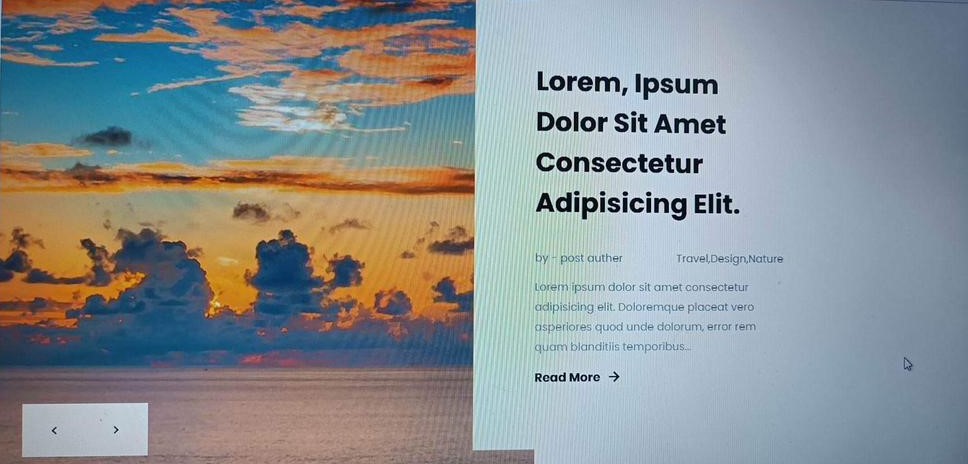 Lorem, Ipsum
Dolor Sit Amet
Consectetur
Adipisicing Elit.
by - post auther
Travel,Design,Nature
Lorem ipsum dolor sit amet consectetur
adipisicing elit. Doloremque placeat vero
asperiores quod unde dolorum, error rem
quam blanditiis temporibus...
Read More →